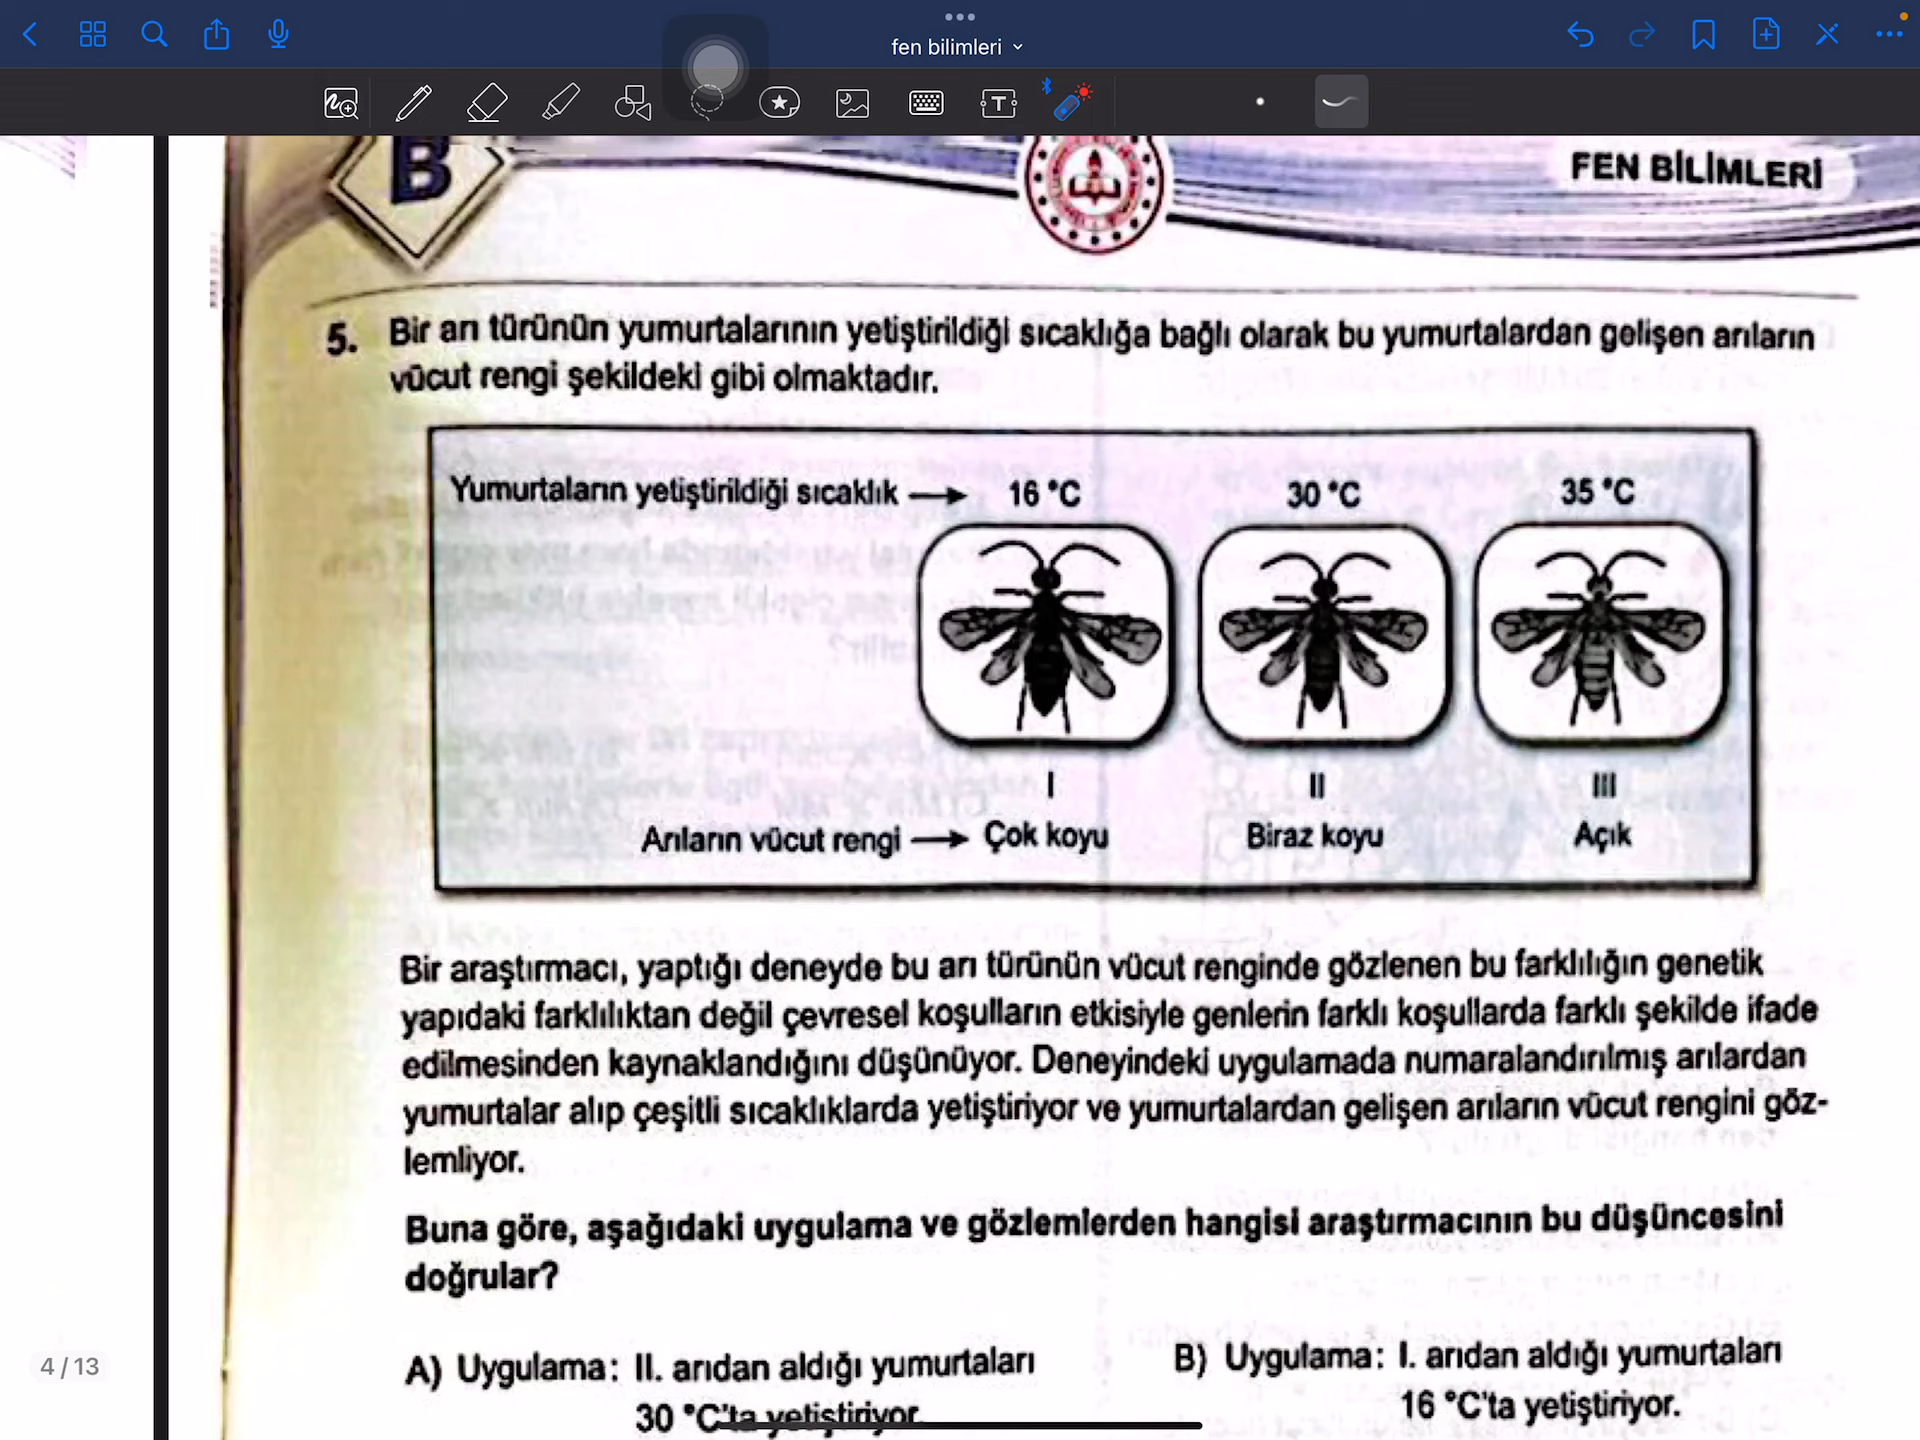 fen bilimleri
B
FEN BİLİMLERİ
5. Bir arı türünün yumurtalarının yetiştirildiği sıcaklığa bağlı olarak bu yumurtalardan gelişen arıların
vücut rengi şekildeki gibi olmaktadır.
Yumurtaların yetiştirildiği sıcaklık → 16 °C 30 °C 35 °C
I II III
Arıların vücut rengi → Çok koyu Biraz koyu Açık
Bir araştırmacı, yaptığı deneyde bu arı türünün vücut renginde gözlenen bu farklılığın genetik
yapıdaki farklılıktan değil çevresel koşulların etkisiyle genlerin farklı koşullarda farklı şekilde ifade
edilmesinden kaynaklandığını düşünüyor. Deneyindeki uygulamada numaralandırılmış arılardan
yumurtalar alıp çeşitli sıcaklıklarda yetiştiriyor ve yumurtalardan gelişen arıların vücut rengini göz-
lemliyor.
Buna göre, aşağıdaki uygulama ve gözlemlerden hangisi araştırmacının bu düşüncesini
doğrular?
A) Uygulama: II. arıdan aldığı yumurtaları
30 °C'ta yetiştiriyor.
B) Uygulama: I. arıdan aldığı yumurtaları
16 °C'ta yetiştiriyor.
4 / 13